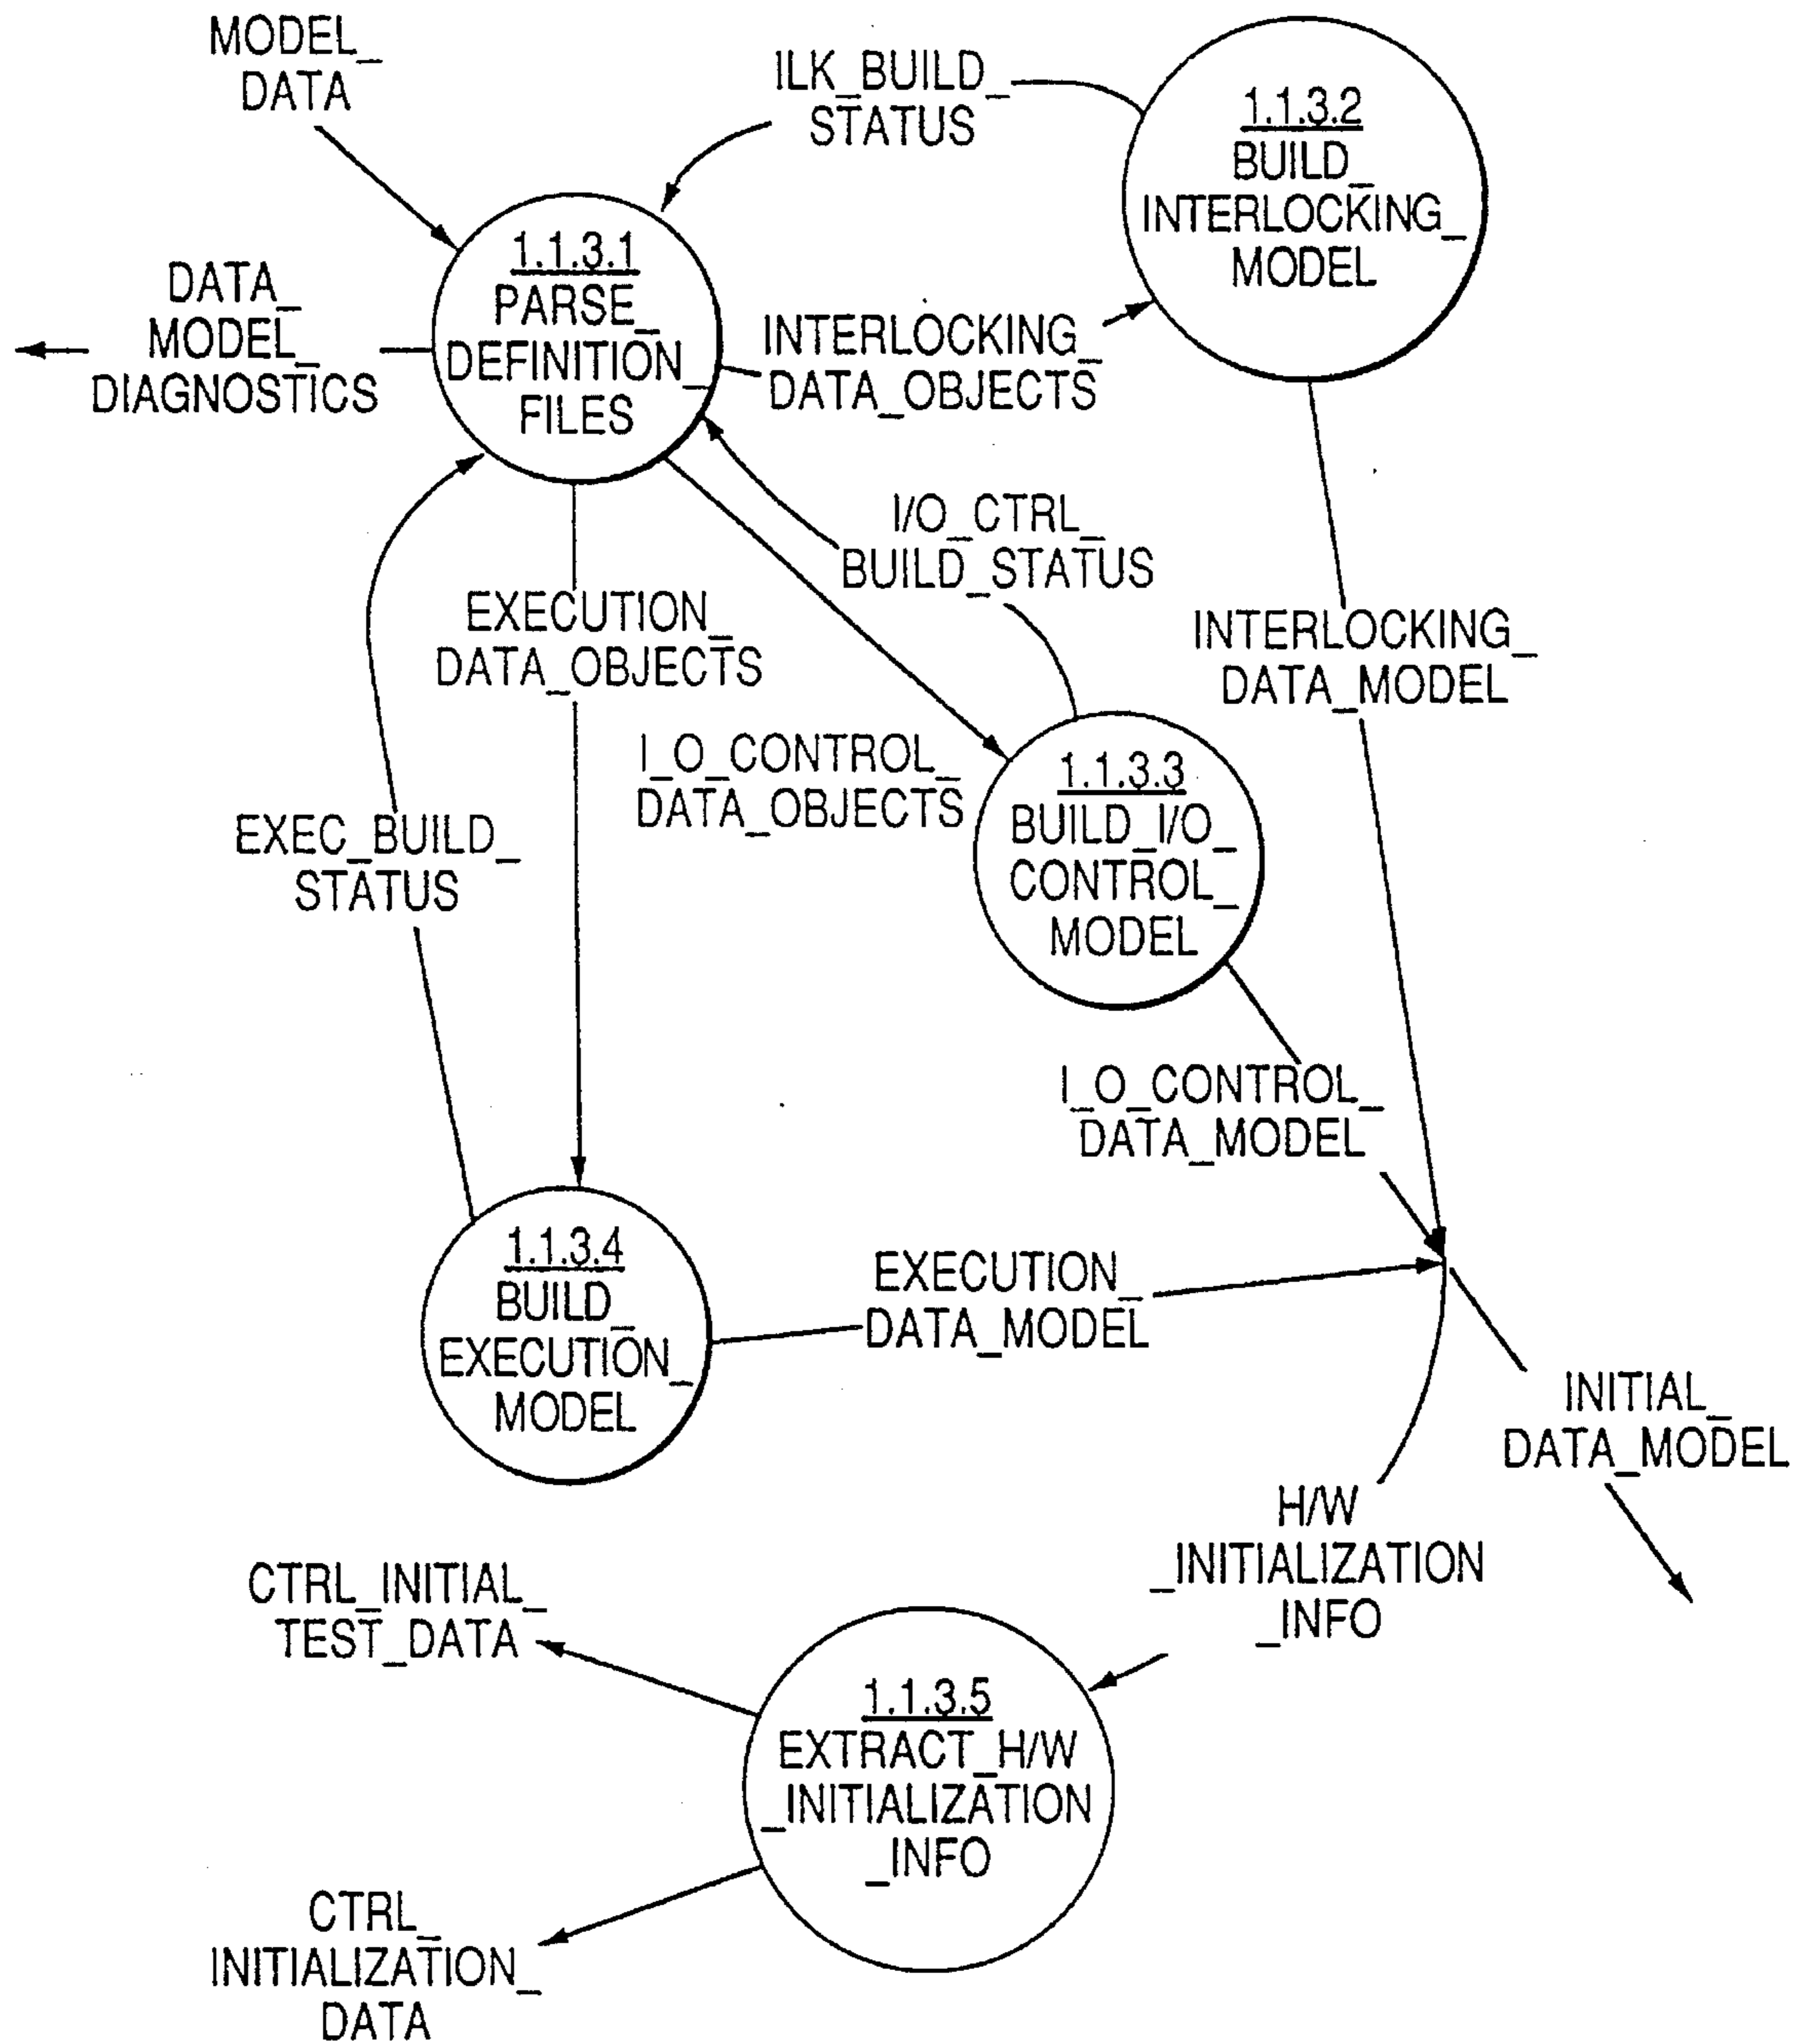 MODEL_
DATA
ILK_BUILD_
STATUS
1.1.3.2
BUILD_
INTERLOCKING_
MODEL
1.1.3.1
PARSE_
DEFINITION_
FILES
DATA_
MODEL_
DIAGNOSTICS
INTERLOCKING_
DATA_OBJECTS
I/O_CTRL_
BUILD_STATUS
EXECUTION_
DATA_OBJECTS
INTERLOCKING_
DATA_MODEL
I_O_CONTROL_
DATA_OBJECTS
1.1.3.3
BUILD_I/O_
CONTROL_
MODEL
EXEC_BUILD_
STATUS
I_O_CONTROL_
DATA_MODEL
1.1.3.4
BUILD_
EXECUTION_
MODEL
EXECUTION_
DATA_MODEL
INITIAL_
DATA_MODEL
H/W
_INITIALIZATION
_INFO
CTRL_INITIAL_
TEST_DATA
1.1.3.5
EXTRACT_H/W
_INITIALIZATION
_INFO
CTRL_
INITIALIZATION_
DATA